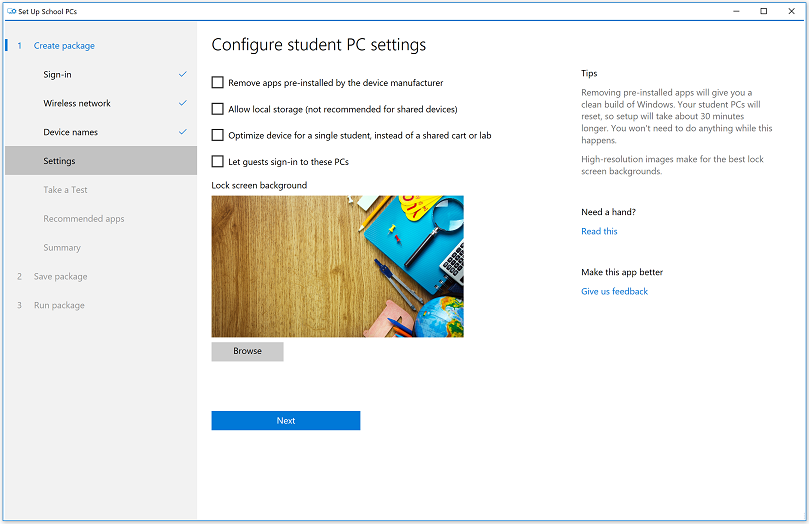 Set Up School PCs
1 Create package
Sign-in
Wireless network
Device names
Settings
Take a Test
Recommended apps
Summary
2 Save package
3 Run package
Configure student PC settings
Remove apps pre-installed by the device manufacturer
Allow local storage (not recommended for shared devices)
Optimize device for a single student, instead of a shared cart or lab
Let guests sign-in to these PCs
Lock screen background
Browse
Next
Tips
Removing pre-installed apps will give you a
clean build of Windows. Your student PCs will
reset, so setup will take about 30 minutes
longer. You won't need to do anything while this
happens.
High-resolution images make for the best lock
screen backgrounds.
Need a hand?
Read this
Make this app better
Give us feedback